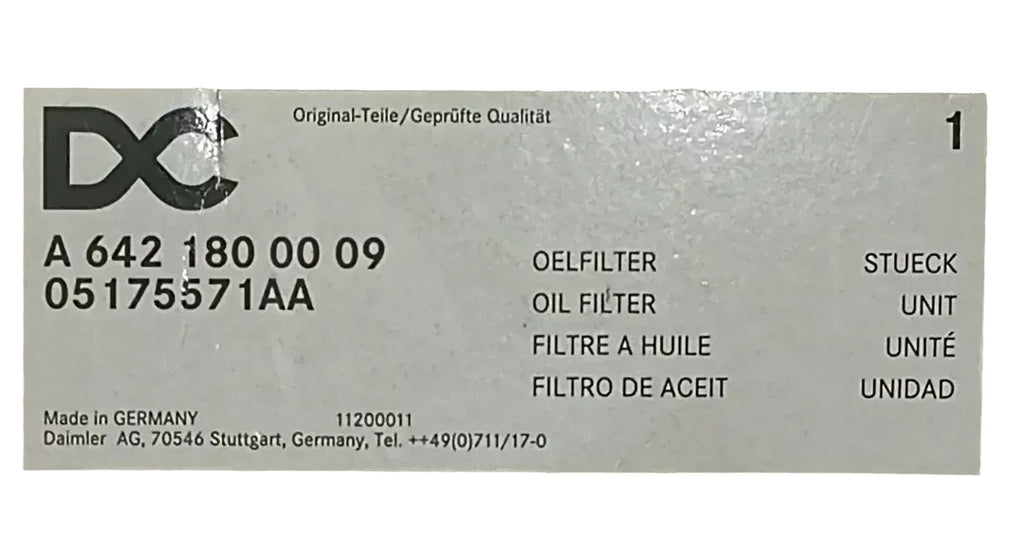 DC
Original-Teile/Geprüfte Qualität
1
A 642 180 00 09
05175571AA
OELFILTER STUECK
OIL FILTER UNIT
FILTRE A HUILE UNITÉ
FILTRO DE ACEIT UNIDAD
Made in GERMANY 11200011
Daimler AG, 70546 Stuttgart, Germany, Tel. ++49(0)711/17-0